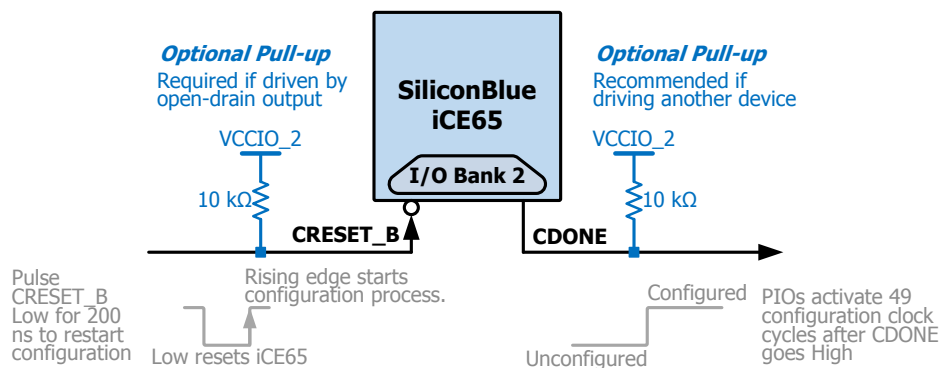 Optional Pull-up
Required if driven by
open-drain output
VCCIO_2
10 kΩ
SiliconBlue
iCE65
I/O Bank 2
Optional Pull-up
Recommended if
driving another device
VCCIO_2
10 kΩ
CRESET_B
CDONE
Pulse
CRESET_B
Low for 200
ns to restart
configuration
Rising edge starts
configuration process.
Low resets iCE65
Configured
Unconfigured
PIOs activate 49
configuration clock
cycles after CDONE
goes High